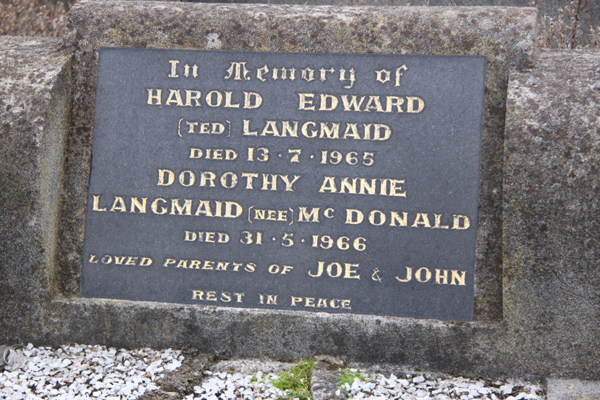 In Memory of
HAROLD EDWARD
(TED) LANGMAID
DIED 13·7·1965
DOROTHY ANNIE
LANGMAID (NEE) Mc DONALD
DIED 31·5·1966
LOVED PARENTS OF JOE & JOHN
REST IN PEACE